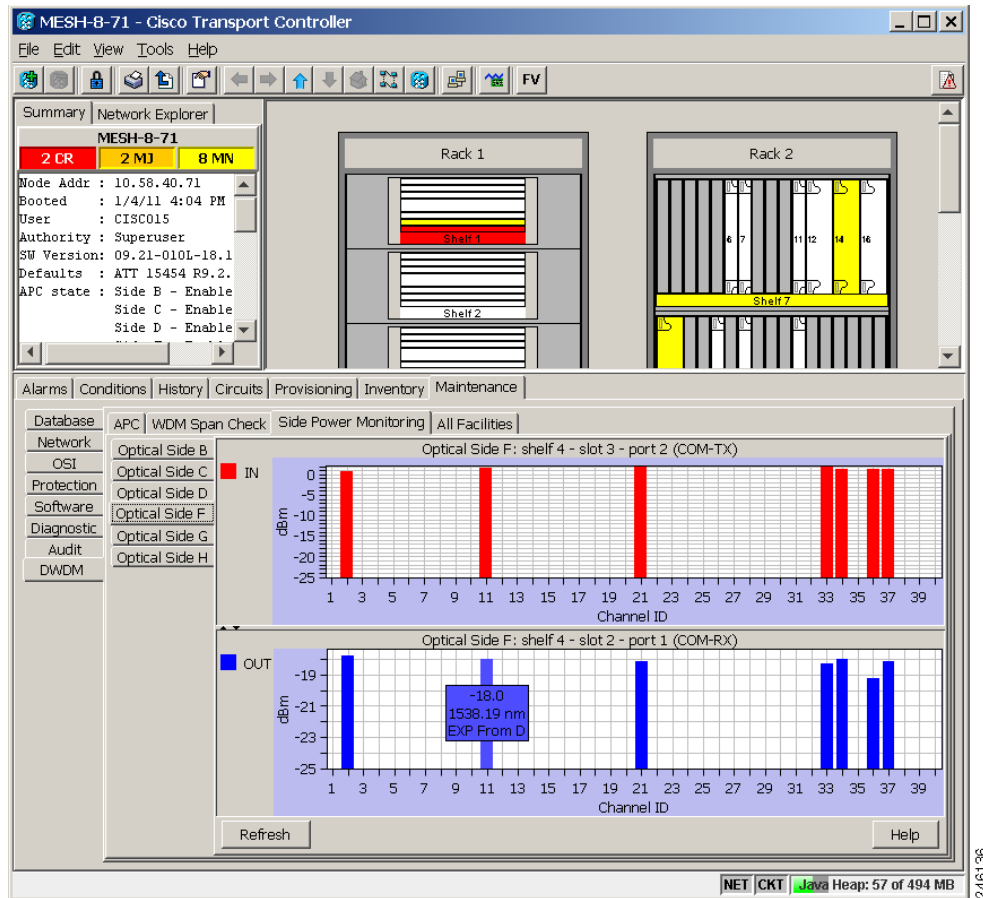 MESH-8-71 - Cisco Transport Controller
File Edit View Tools Help
FV
Summary Network Explorer
MESH-8-71
2 CR 2 MJ 8 MN
Node Addr : 10.58.40.71
Booted : 1/4/11 4:04 PM
User : CISCO15
Authority : Superuser
SW Version: 09.21-010L-18.1
Defaults : ATT 15454 R9.2.
APC state : Side B - Enable
Side C - Enable
Side D - Enable
Rack 1
Shelf 1
Shelf 2
Rack 2
6 7 11 12 14 16
Shelf 7
Alarms Conditions History Circuits Provisioning Inventory Maintenance
Database
Network
OSI
Protection
Software
Diagnostic
Audit
DWDM
APC WDM Span Check Side Power Monitoring All Facilities
Optical Side B
Optical Side C
Optical Side D
Optical Side F
Optical Side G
Optical Side H
Optical Side F: shelf 4 - slot 3 - port 2 (COM-TX)
IN
dBm
0
-5
-10
-15
-20
-25
1 3 5 7 9 11 13 15 17 19 21 23 25 27 29 31 33 35 37 39
Channel ID
Optical Side F: shelf 4 - slot 2 - port 1 (COM-RX)
OUT
dBm
-19
-21
-23
-25
-18.0
1538.19 nm
EXP From D
1 3 5 7 9 11 13 15 17 19 21 23 25 27 29 31 33 35 37 39
Channel ID
Refresh Help
NET CKT Java Heap: 57 of 494 MB
246136